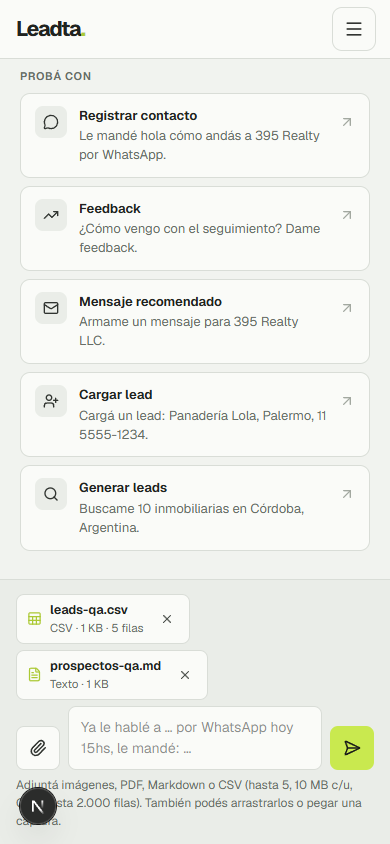 Leadta.
PROBÁ CON
Registrar contacto
Le mandé hola cómo andás a 395 Realty
por WhatsApp.
Feedback
¿Cómo vengo con el seguimiento? Dame
feedback.
Mensaje recomendado
Armame un mensaje para 395 Realty
LLC.
Cargar lead
Cargá un lead: Panadería Lola, Palermo, 11
5555-1234.
Generar leads
Buscame 10 inmobiliarias en Córdoba,
Argentina.
leads-qa.csv
CSV · 1 KB · 5 filas
prospectos-qa.md
Texto · 1 KB
Ya le hablé a … por WhatsApp hoy
15hs, le mandé: …
Adjuntá imágenes, PDF, Markdown o CSV (hasta 5, 10 MB c/u,
hasta 2.000 filas). También podés arrastrarlos o pegar una
N